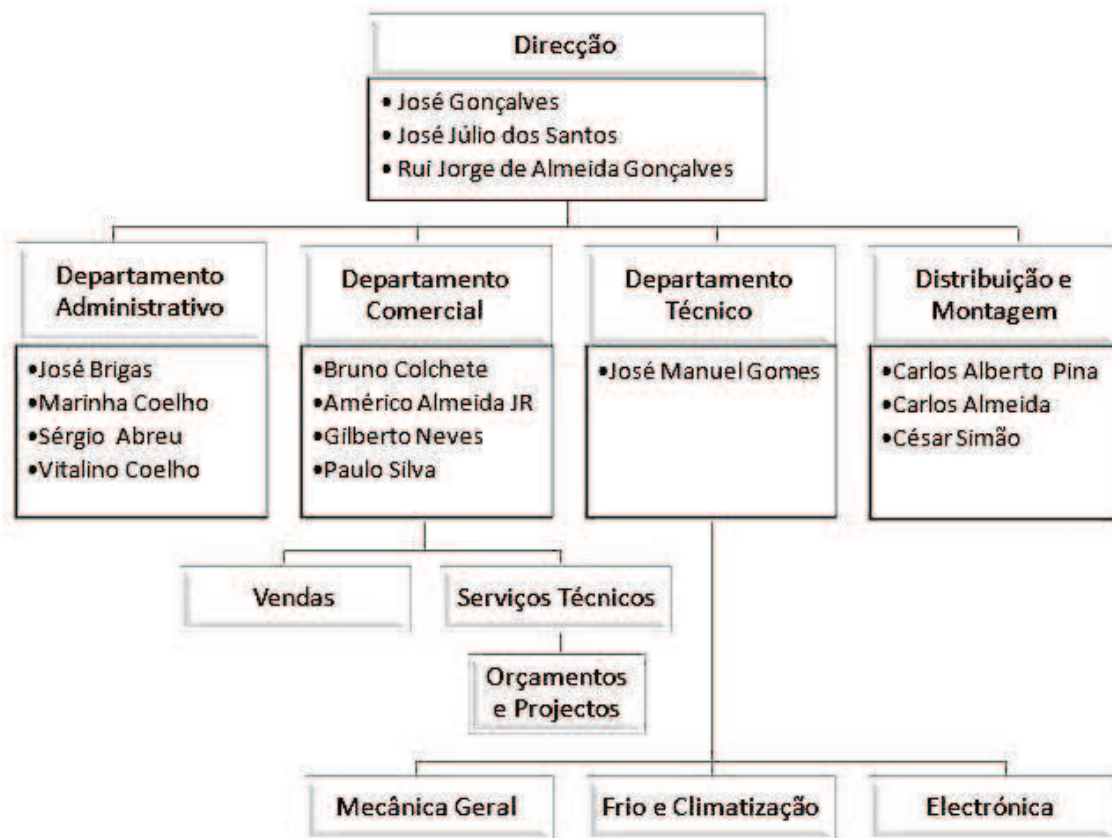 Direcção
• José Gonçalves
• José Júlio dos Santos
• Rui Jorge de Almeida Gonçalves
Departamento
Administrativo
•José Brigas
•Marinha Coelho
•Sérgio Abreu
•Vitalino Coelho
Departamento
Comercial
•Bruno Colchete
•Américo Almeida JR
•Gilberto Neves
•Paulo Silva
Departamento
Técnico
•José Manuel Gomes
Distribuição e
Montagem
•Carlos Alberto Pina
•Carlos Almeida
•César Simão
Vendas
Serviços Técnicos
Orçamentos
e Projectos
Mecânica Geral
Frio e Climatização
Electrónica